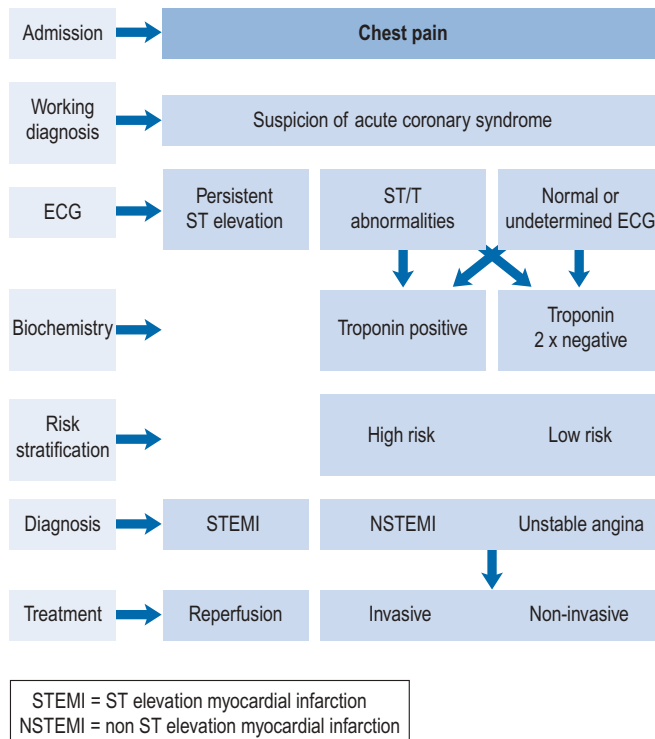 Admission
Chest pain
Working
diagnosis
Suspicion of acute coronary syndrome
ECG
Persistent
ST elevation
ST/T
abnormalities
Normal or
undetermined ECG
Biochemistry
Troponin positive
Troponin
2 x negative
Risk
stratification
High risk
Low risk
Diagnosis
STEMI
NSTEMI
Unstable angina
Treatment
Reperfusion
Invasive
Non-invasive
STEMI = ST elevation myocardial infarction
NSTEMI = non ST elevation myocardial infarction